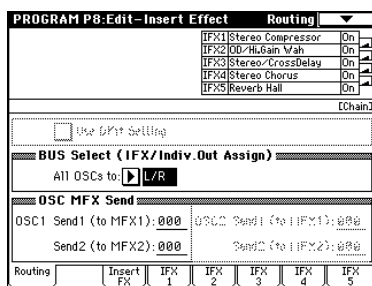 PROGRAM P8:Edit-Insert Effect Routing
IFX1 Stereo Compressor On
IFX2 OD/Hi.Gain Wah On
IFX3 Stereo/CrossDelay On
IFX4 Stereo Chorus On
IFX5 Reverb Hall On
[Chain]
Use DKit Setting
BUS Select (IFX/Indiv.Out Assign)
All OSCs to: L/R
OSC MFX Send
OSC1 Send1 (to MFX1): 000 OSC2 Send1 (to MFX1): 000
Send2 (to MFX2): 000 Send2 (to MFX2): 000
Routing Insert FX IFX 1 IFX 2 IFX 3 IFX 4 IFX 5